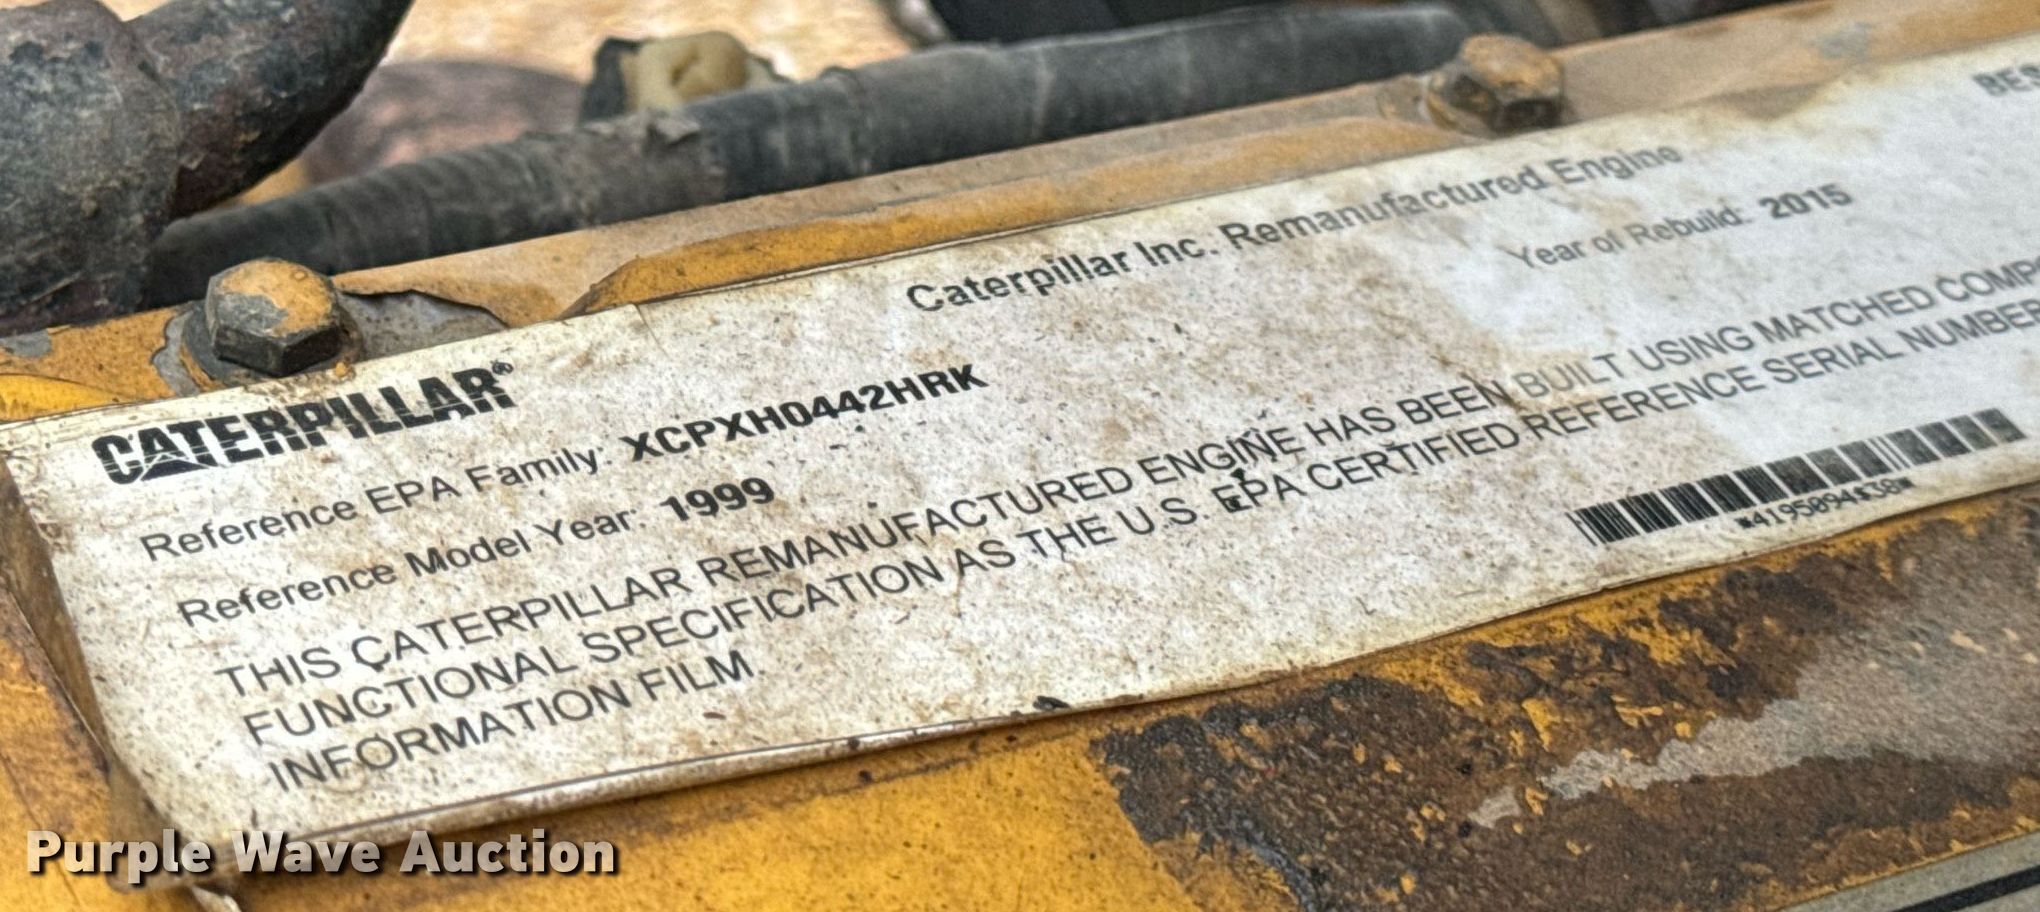 CATERPILLAR®
Caterpillar Inc. Remanufactured Engine
Reference EPA Family: XCPXH0442HRK
Year of Rebuild: 2015
Reference Model Year: 1999
THIS CATERPILLAR REMANUFACTURED ENGINE HAS BEEN BUILT USING MATCHED
FUNCTIONAL SPECIFICATION AS THE U.S. EPA CERTIFIED REFERENCE SERIAL NUMBER
INFORMATION FILM.
Purple Wave Auction